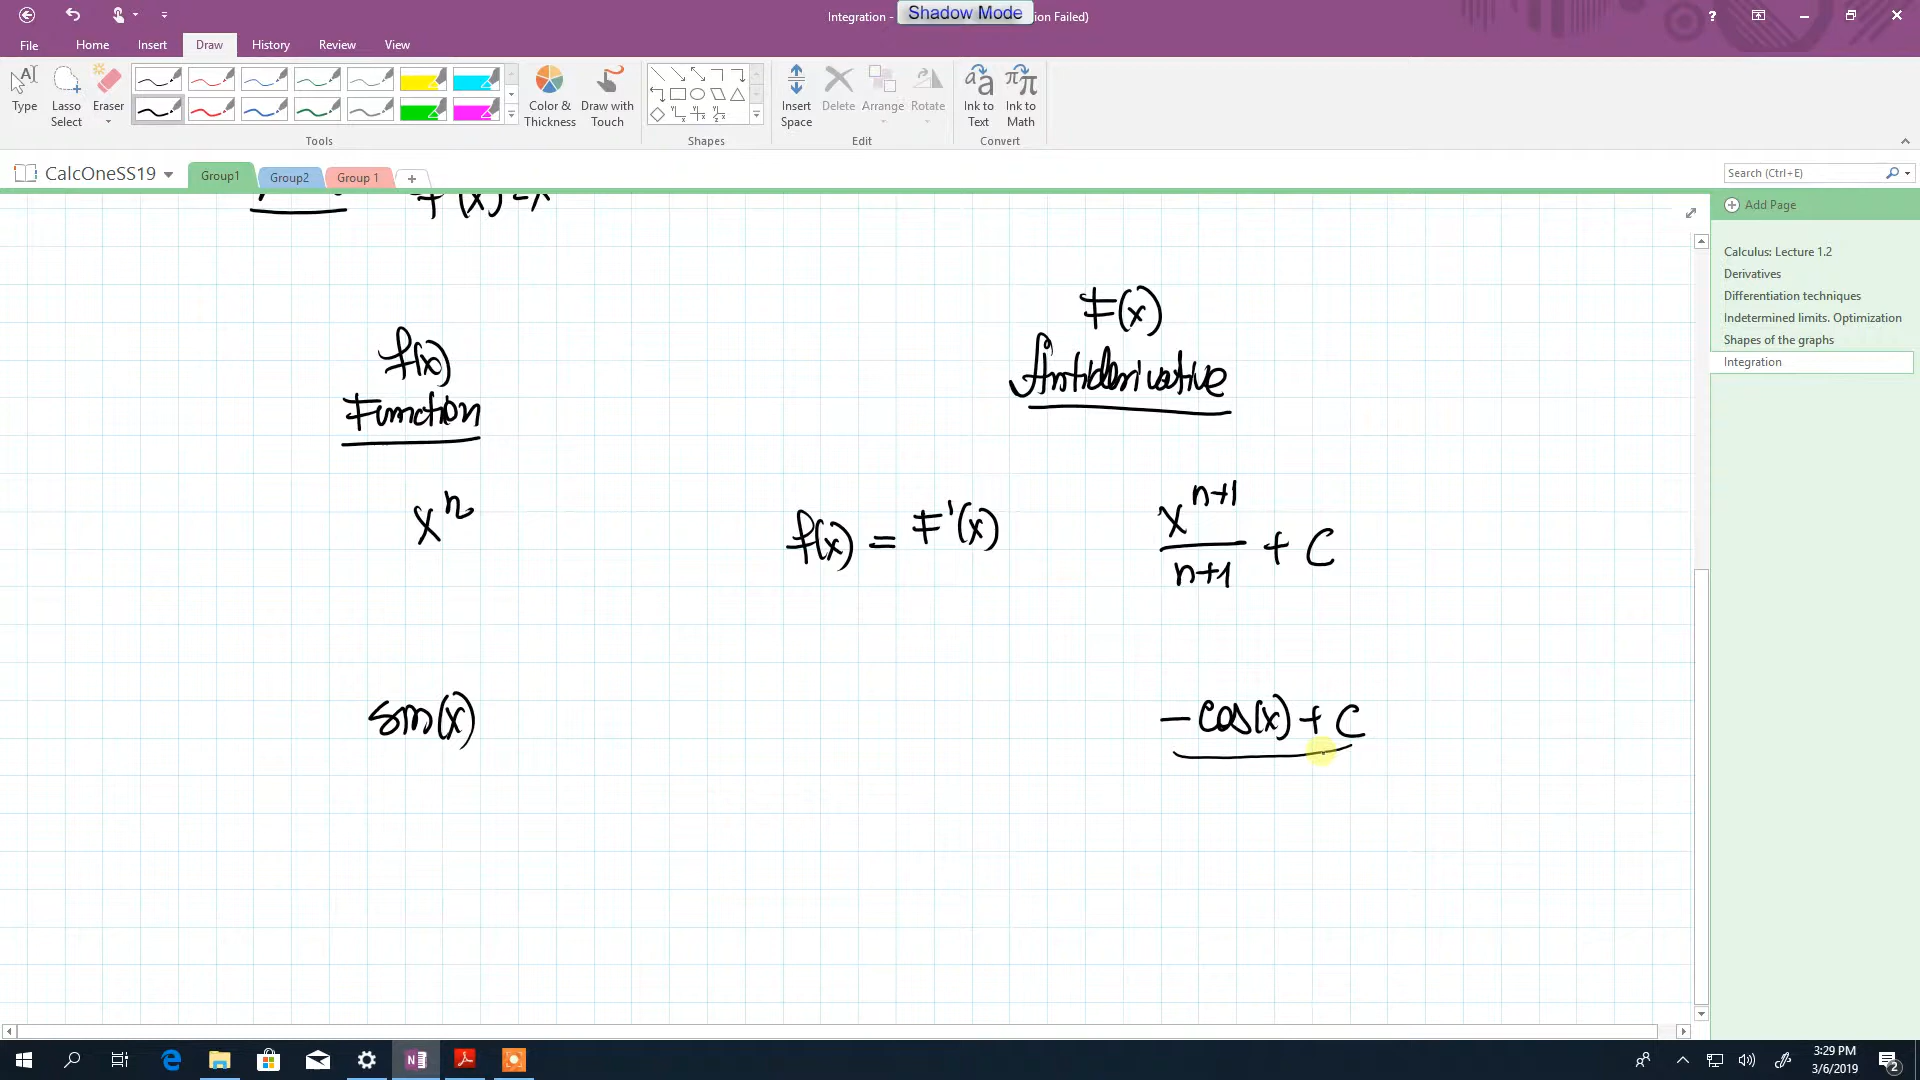 Integration - Shadow Mode ion Failed)
File Home Insert Draw History Review View
Type Lasso Select Eraser Color & Thickness Draw with Touch Insert Space Delete Arrange Rotate Ink to Text Ink to Math
Tools Shapes Edit Convert
CalcOneSS19 Group1 Group2 Group 1 Search (Ctrl+E)
Add Page
Calculus: Lecture 1.2
Derivatives
Differentiation techniques
Indetermined limits. Optimization
Shapes of the graphs
Integration
F(x)
f(x) Antiderivative
Function
x^n f(x) = F'(x) x^{n+1}/n+1 + C
sin(x) - cos(x) + C
3:29 PM
3/6/2019
2